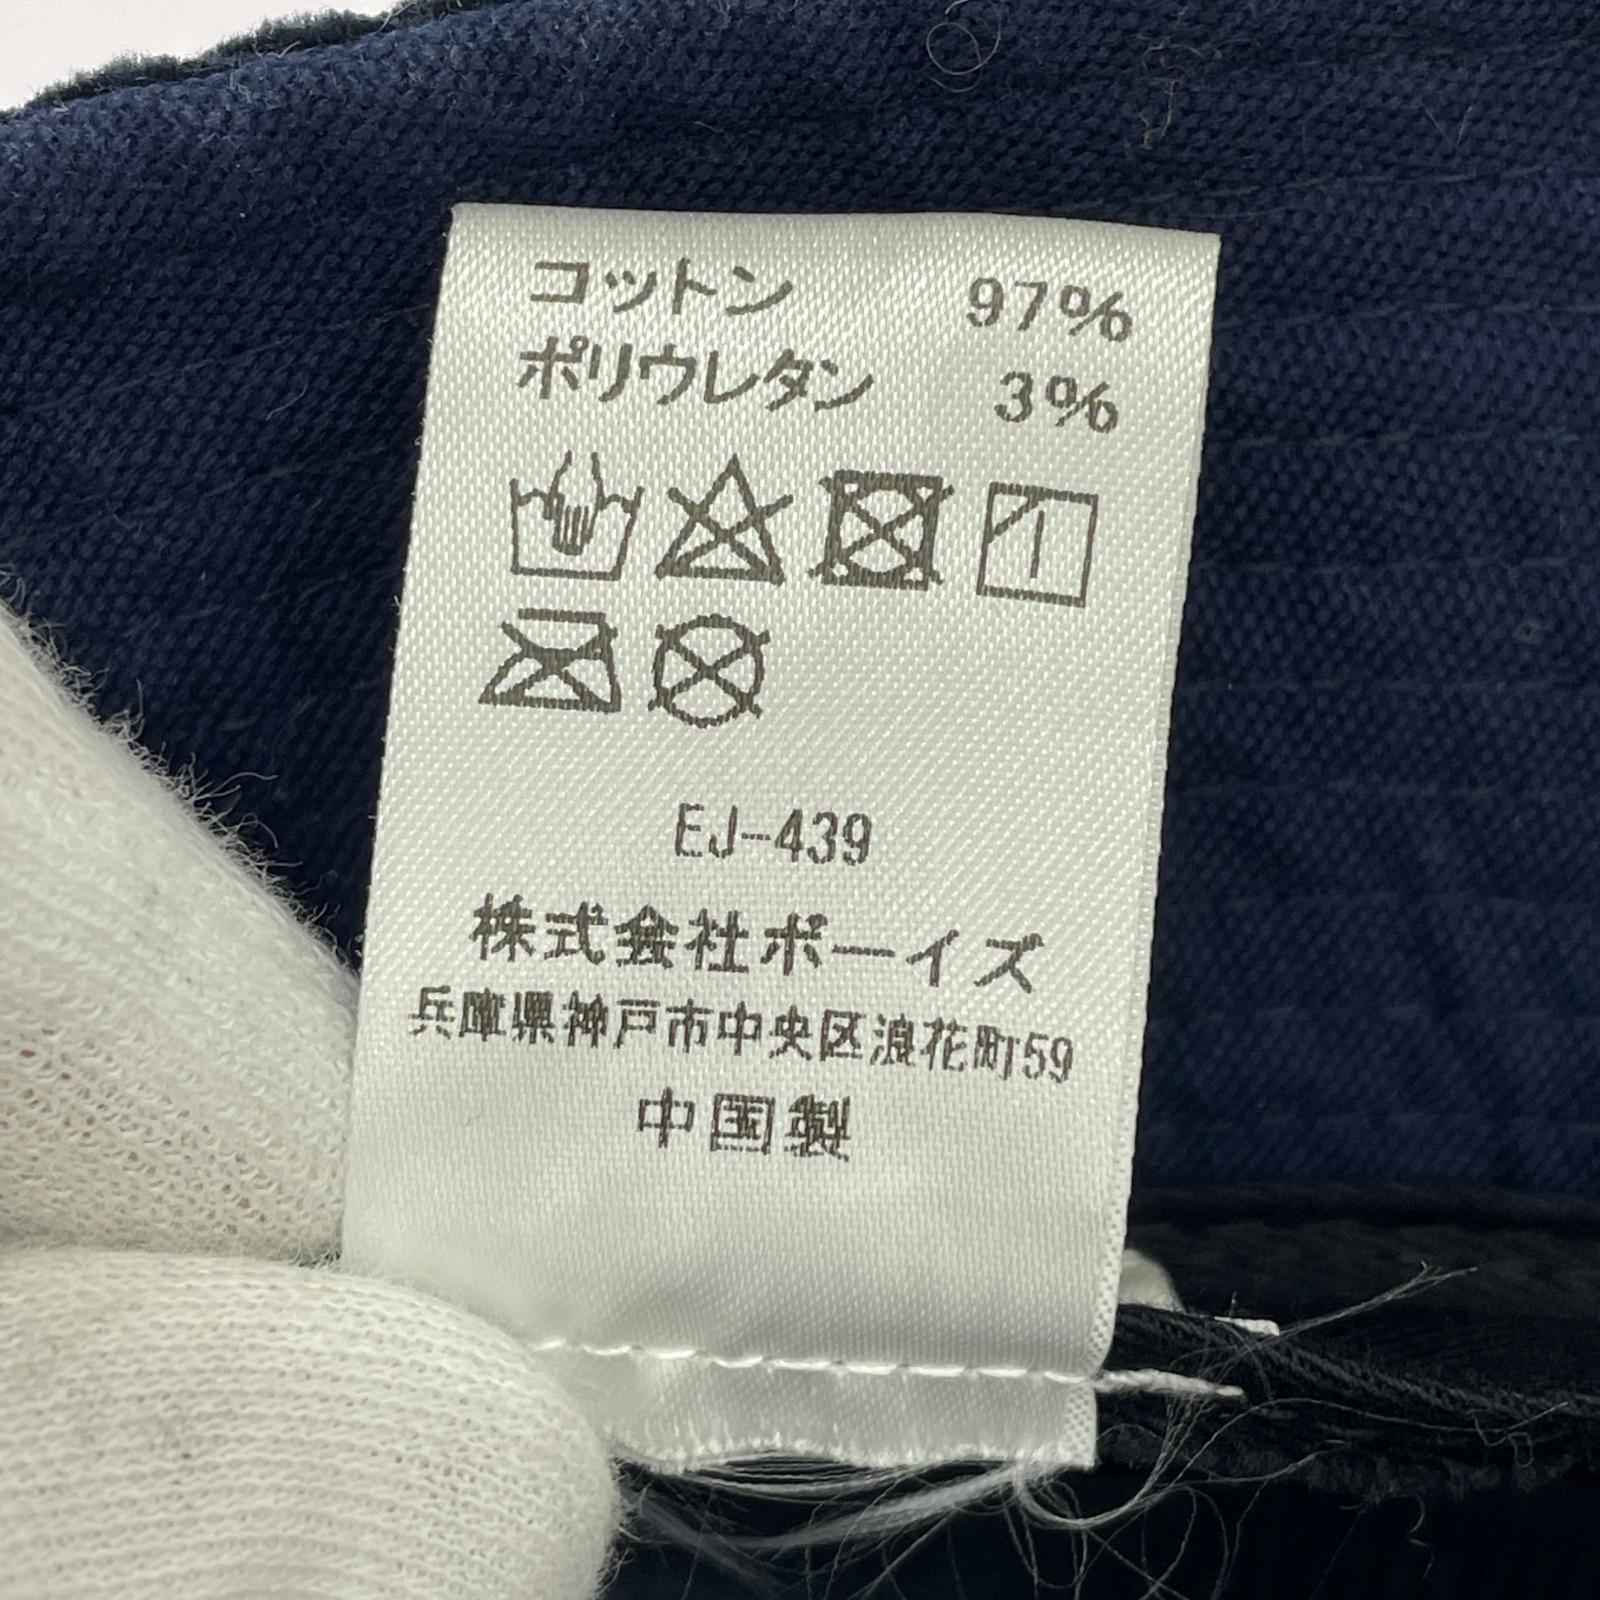 コットン 97%
ポリウレタン 3%
EJ-439
株式会社ボーイズ
兵庫県神戸市中央区浪花町59
中国製